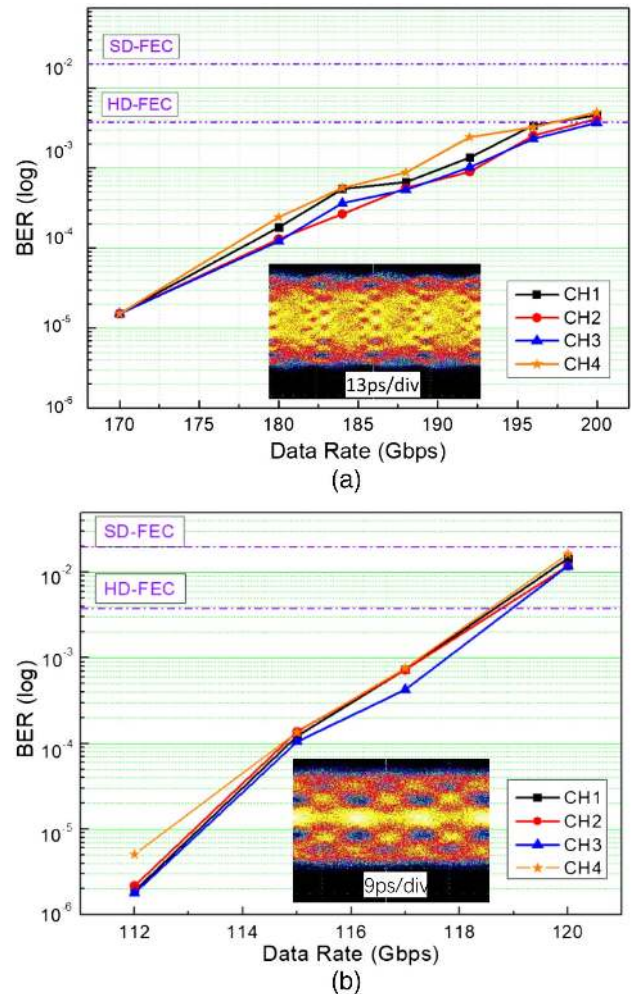 SD-FEC
10-2
HD-FEC
10-3
10-4
10-5
10-6
BER (log)
13ps/div
CH1
CH2
CH3
CH4
170 175 180 185 190 195 200
Data Rate (Gbps)
(a)
SD-FEC
10-2
HD-FEC
10-3
10-4
10-5
10-6
BER (log)
9ps/div
CH1
CH2
CH3
CH4
112 114 116 118 120
Data Rate (Gbps)
(b)